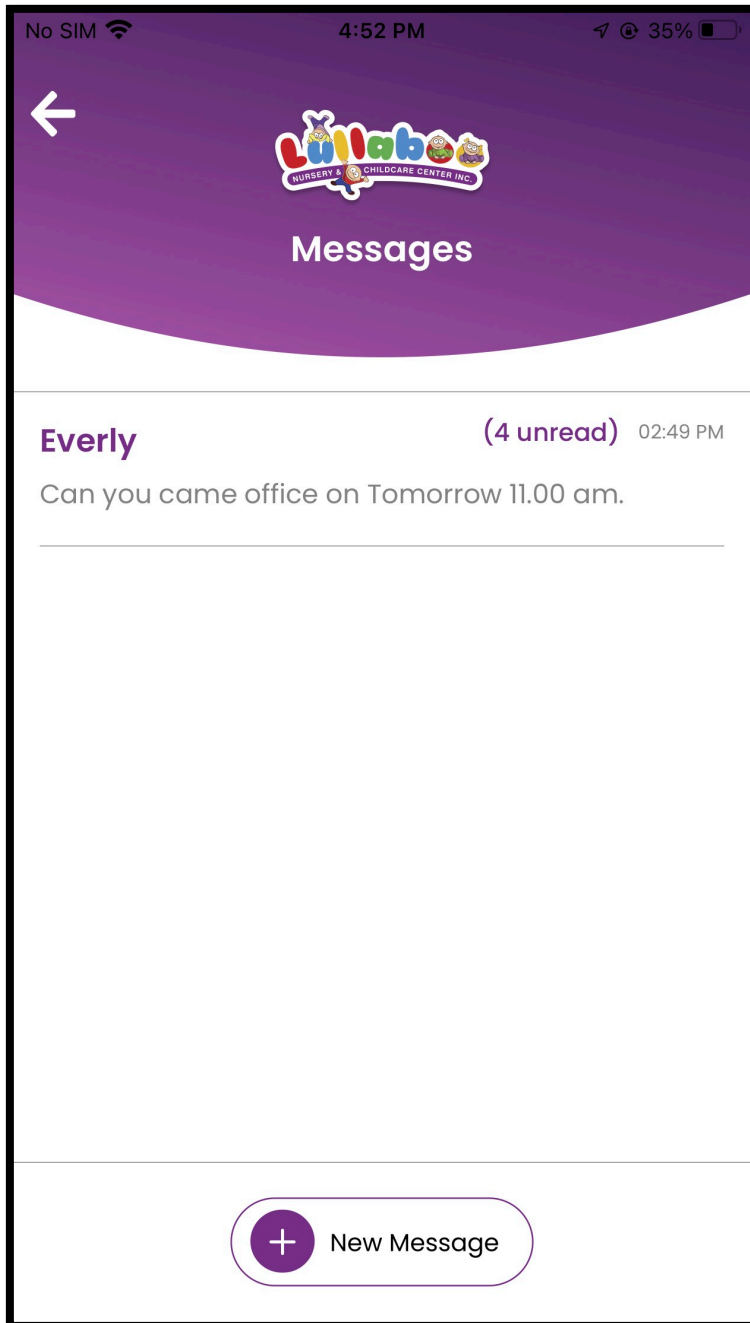 No SIM 4:52 PM 35%
Lullaboo
NURSERY & CHILDCARE CENTER INC.
Messages
Everly (4 unread) 02:49 PM
Can you came office on Tomorrow 11.00 am.
New Message